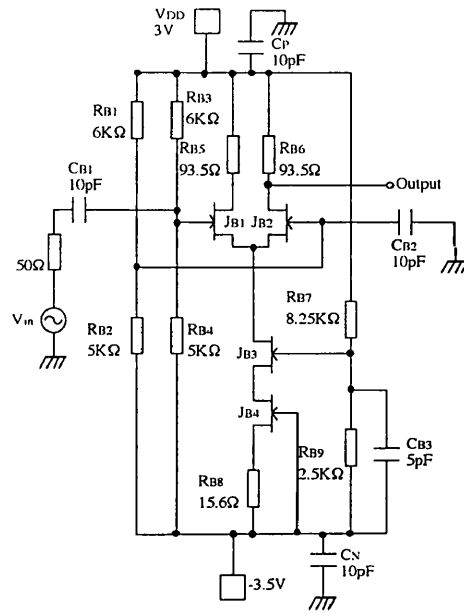 VDD
3V
CP
10pF
RB1
6KΩ
RB3
6KΩ
RB5
93.5Ω
RB6
93.5Ω
CB1
10pF
Output
JB1
JB2
CB2
10pF
50Ω
Vin
RB7
8.25KΩ
RB2
5KΩ
RB4
5KΩ
JB3
JB4
CB3
5pF
RB9
2.5KΩ
RB8
15.6Ω
CN
10pF
-3.5V